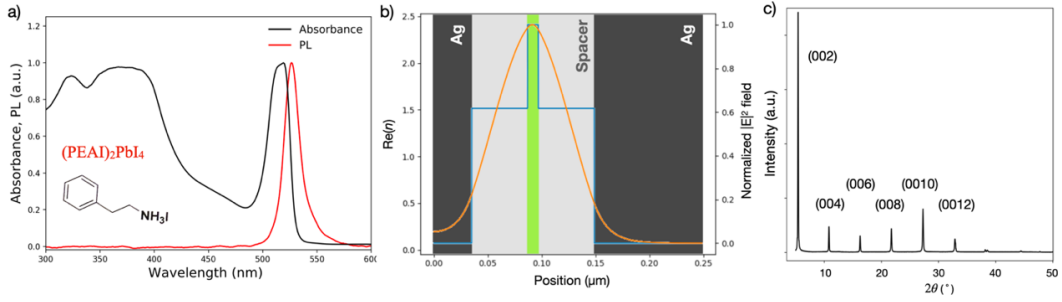 a)
Absorbance
PL
(PEAI)₂PbI₄
NH₃I
Absorbance, PL (a.u.)
1.2
1.0
0.8
0.6
0.4
0.2
0.0
300 350 400 450 500 550 600
Wavelength (nm)
b)
Ag
Spacer
Ag
Re(n)
2.5
2.0
1.5
1.0
0.5
0.0
Normalized |E|² field
1.0
0.8
0.6
0.4
0.2
0.0
0.00 0.05 0.10 0.15 0.20 0.25
Position (µm)
c)
(002)
(004)
(006)
(008)
(0010)
(0012)
Intensity (a.u.)
10 20 30 40 50
2θ (°)